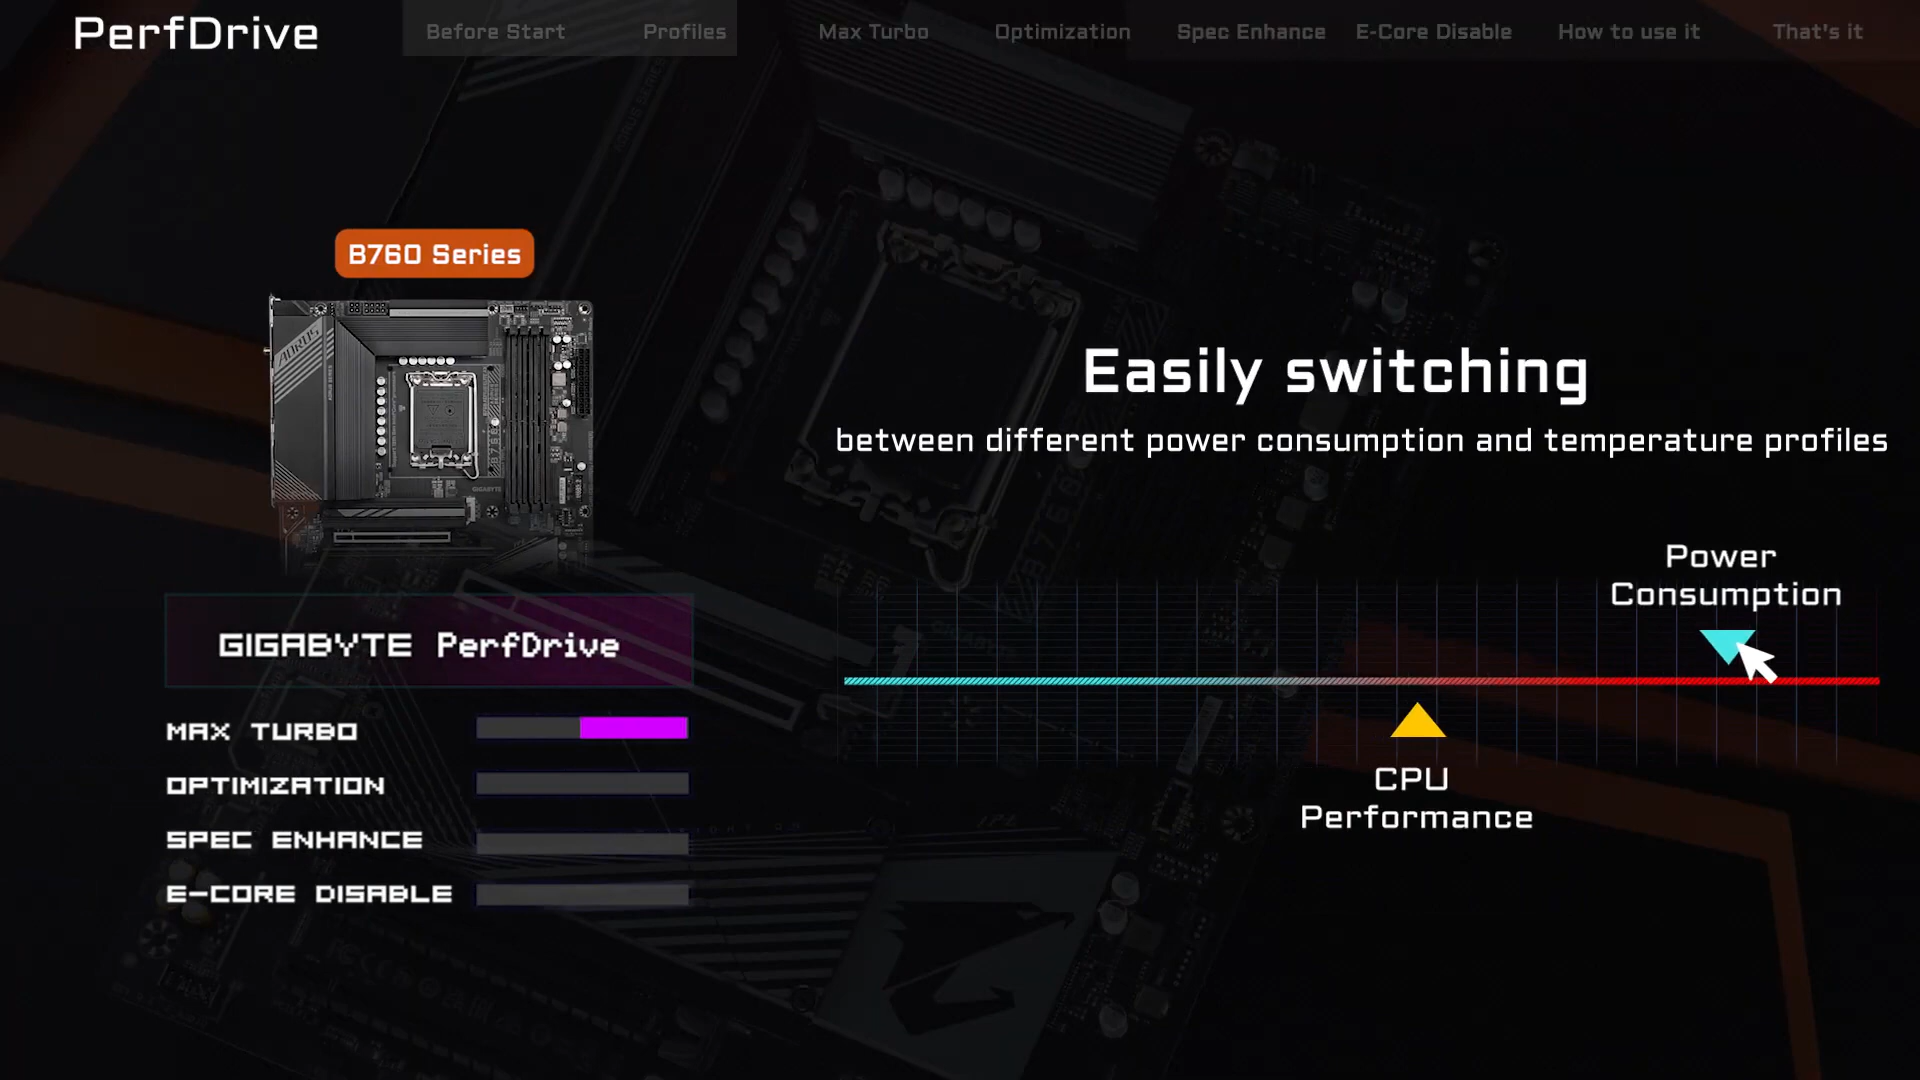 PerfDrive
Before Start
Profiles
Max Turbo
Optimization
Spec Enhance
E-Core Disable
How to use it
That's it
B760 Series
AORUS
Easily switching
between different power consumption and temperature profiles
Power
Consumption
GIGABYTE PerfDrive
MAX TURBO
OPTIMIZATION
SPEC ENHANCE
E-CORE DISABLE
CPU
Performance